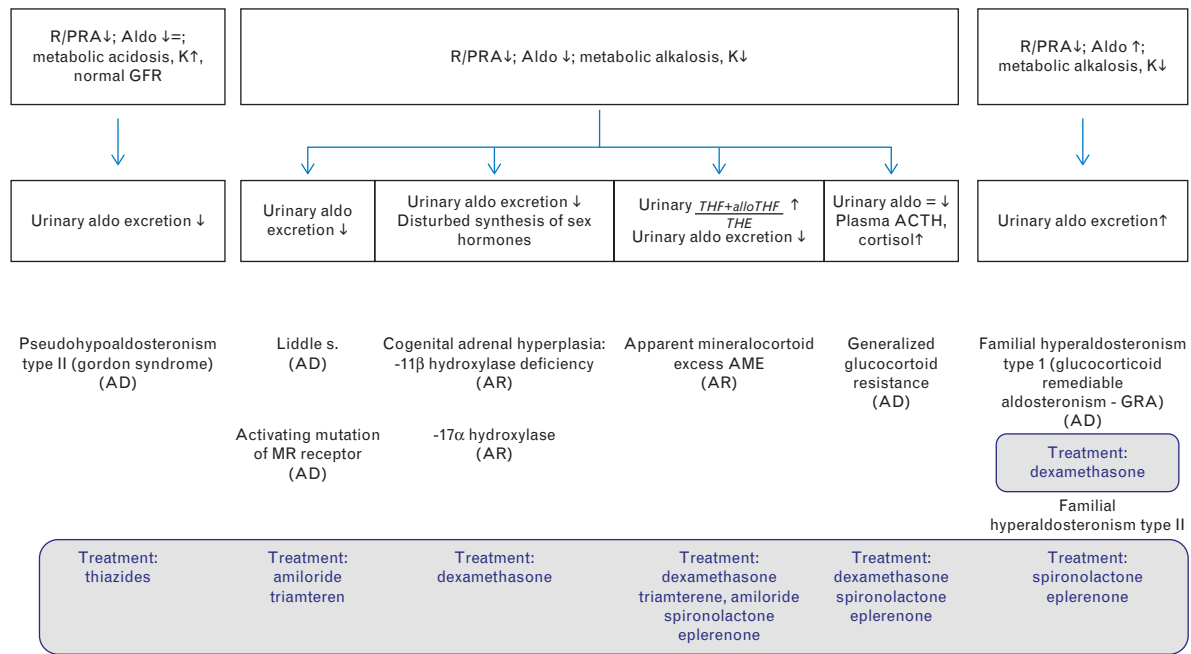 R/PRA↓; Aldo ↓=;
metabolic acidosis, K↑,
normal GFR
R/PRA↓; Aldo ↓; metabolic alkalosis, K↓
R/PRA↓; Aldo ↑;
metabolic alkalosis, K↓
Urinary aldo excretion ↓
Urinary aldo
excretion ↓
Urinary aldo excretion ↓
Disturbed synthesis of sex
hormones
Urinary THF+alloTHF ↑
THE
Urinary aldo excretion ↓
Urinary aldo = ↓
Plasma ACTH,
cortisol↑
Urinary aldo excretion↑
Pseudohypoaldosteronism
type II (gordon syndrome)
(AD)
Liddle s.
(AD)
Activating mutation
of MR receptor
(AD)
Cogenital adrenal hyperplasia:
-11β hydroxylase deficiency
(AR)
-17α hydroxylase
(AR)
Apparent mineralocortoid
excess AME
(AR)
Generalized
glucocortoid
resistance
(AD)
Familial hyperaldosteronism
type 1 (glucocorticoid
remediable
aldosteronism - GRA)
(AD)
Treatment:
dexamethasone
Familial
hyperaldosteronism type II
Treatment:
thiazides
Treatment:
amiloride
triamteren
Treatment:
dexamethasone
Treatment:
dexamethasone
triamterene, amiloride
spironolactone
eplerenone
Treatment:
dexamethasone
spironolactone
eplerenone
Treatment:
spironolactone
eplerenone